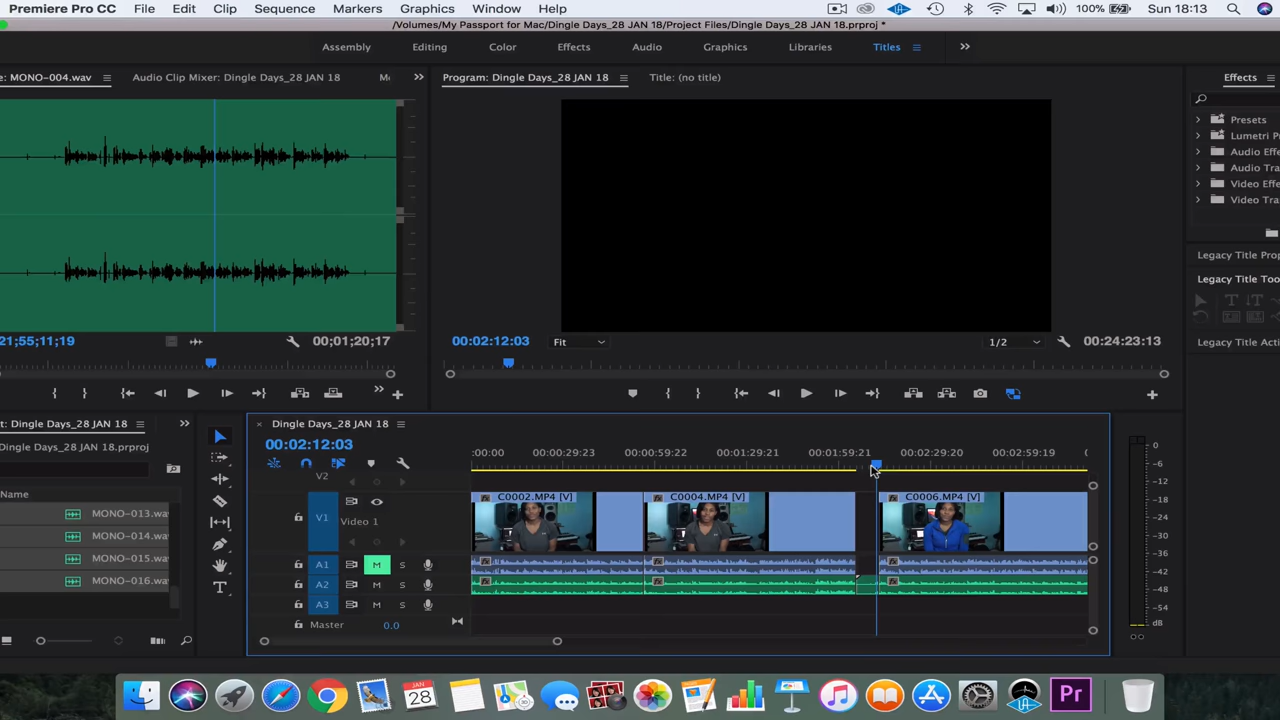 Premiere Pro CC File Edit Clip Sequence Markers Graphics Window Help 100% Sun 18:13
/Volumes/My Passport for Mac/Dingle Days_28 JAN 18/Project Files/Dingle Days_28 JAN 18.prproj *
Assembly Editing Color Effects Audio Graphics Libraries Titles
: MONO-004.wav Audio Clip Mixer: Dingle Days_28 JAN 18 Program: Dingle Days_28 JAN 18 Title: (no title) Effects
Presets
Lumetri
Audio Effe
Audio Tra
Video Effe
Video Tra
Legacy Title Prop
Legacy Title Tool
Legacy Title Acti
21,55,11;19 00;01;20;17 00:02:12:03 Fit 1/2 00:24:23:13
t: Dingle Days_28 JAN 18
Dingle Days_28 JAN 18.prproj
Name
MONO-013.wav
MONO-014.wav
MONO-015.wav
MONO-016.wav
× Dingle Days_28 JAN 18
00:02:12:03
:00:00 00:00:29:23 00:00:59:22 00:01:29:21 00:01:59:21 00:02:29:20 00:02:59:19
V2
V1 Video 1
C0002.MP4 [V] C0004.MP4 [V] C0006.MP4 [V]
A1 M S
A2 M S
A3 M S
Master 0.0
0
-6
-12
-18
-24
-30
-36
-42
-48
-54
dB
JAN
28
Pr